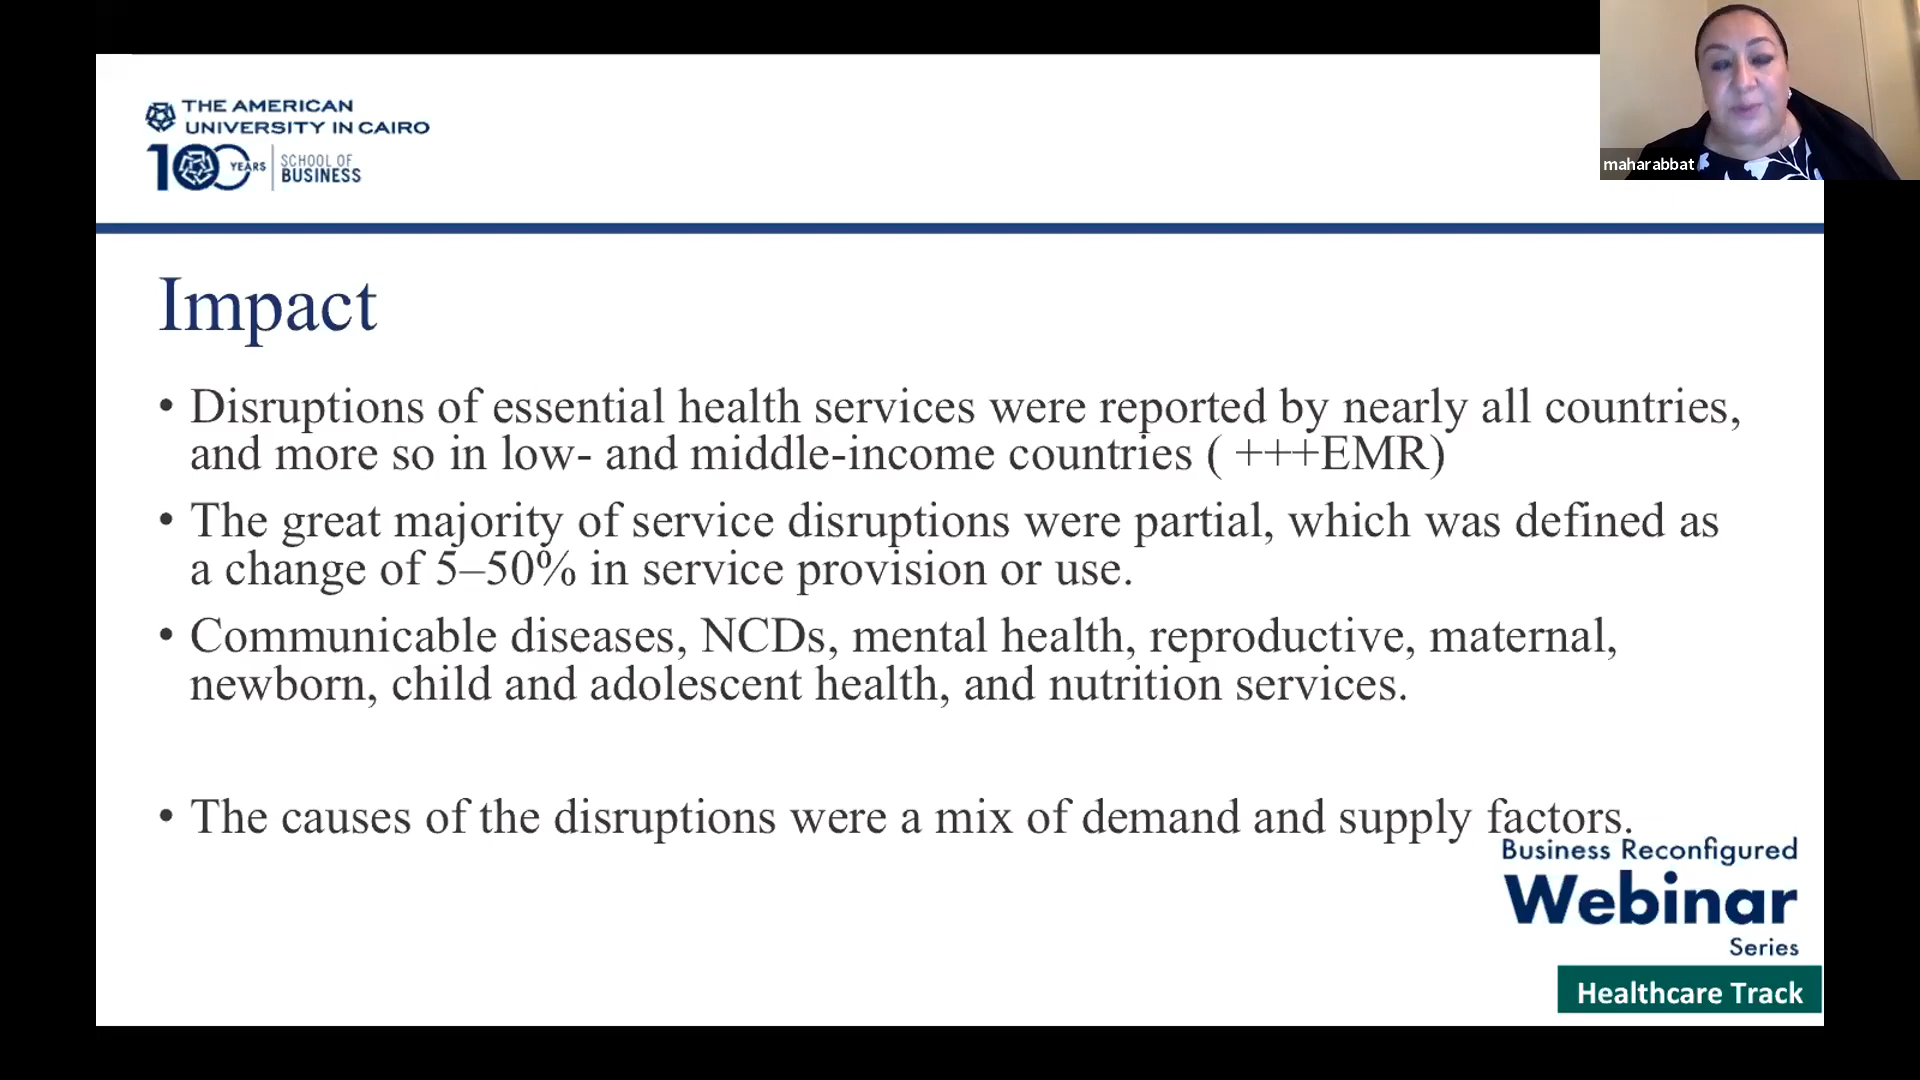 THE AMERICAN
UNIVERSITY IN CAIRO
100 YEARS
SCHOOL OF
BUSINESS
maharabbat
Impact
• Disruptions of essential health services were reported by nearly all countries,
and more so in low- and middle-income countries ( +++EMR)
• The great majority of service disruptions were partial, which was defined as
a change of 5–50% in service provision or use.
• Communicable diseases, NCDs, mental health, reproductive, maternal,
newborn, child and adolescent health, and nutrition services.
• The causes of the disruptions were a mix of demand and supply factors.
Business Reconfigured
Webinar
Series
Healthcare Track